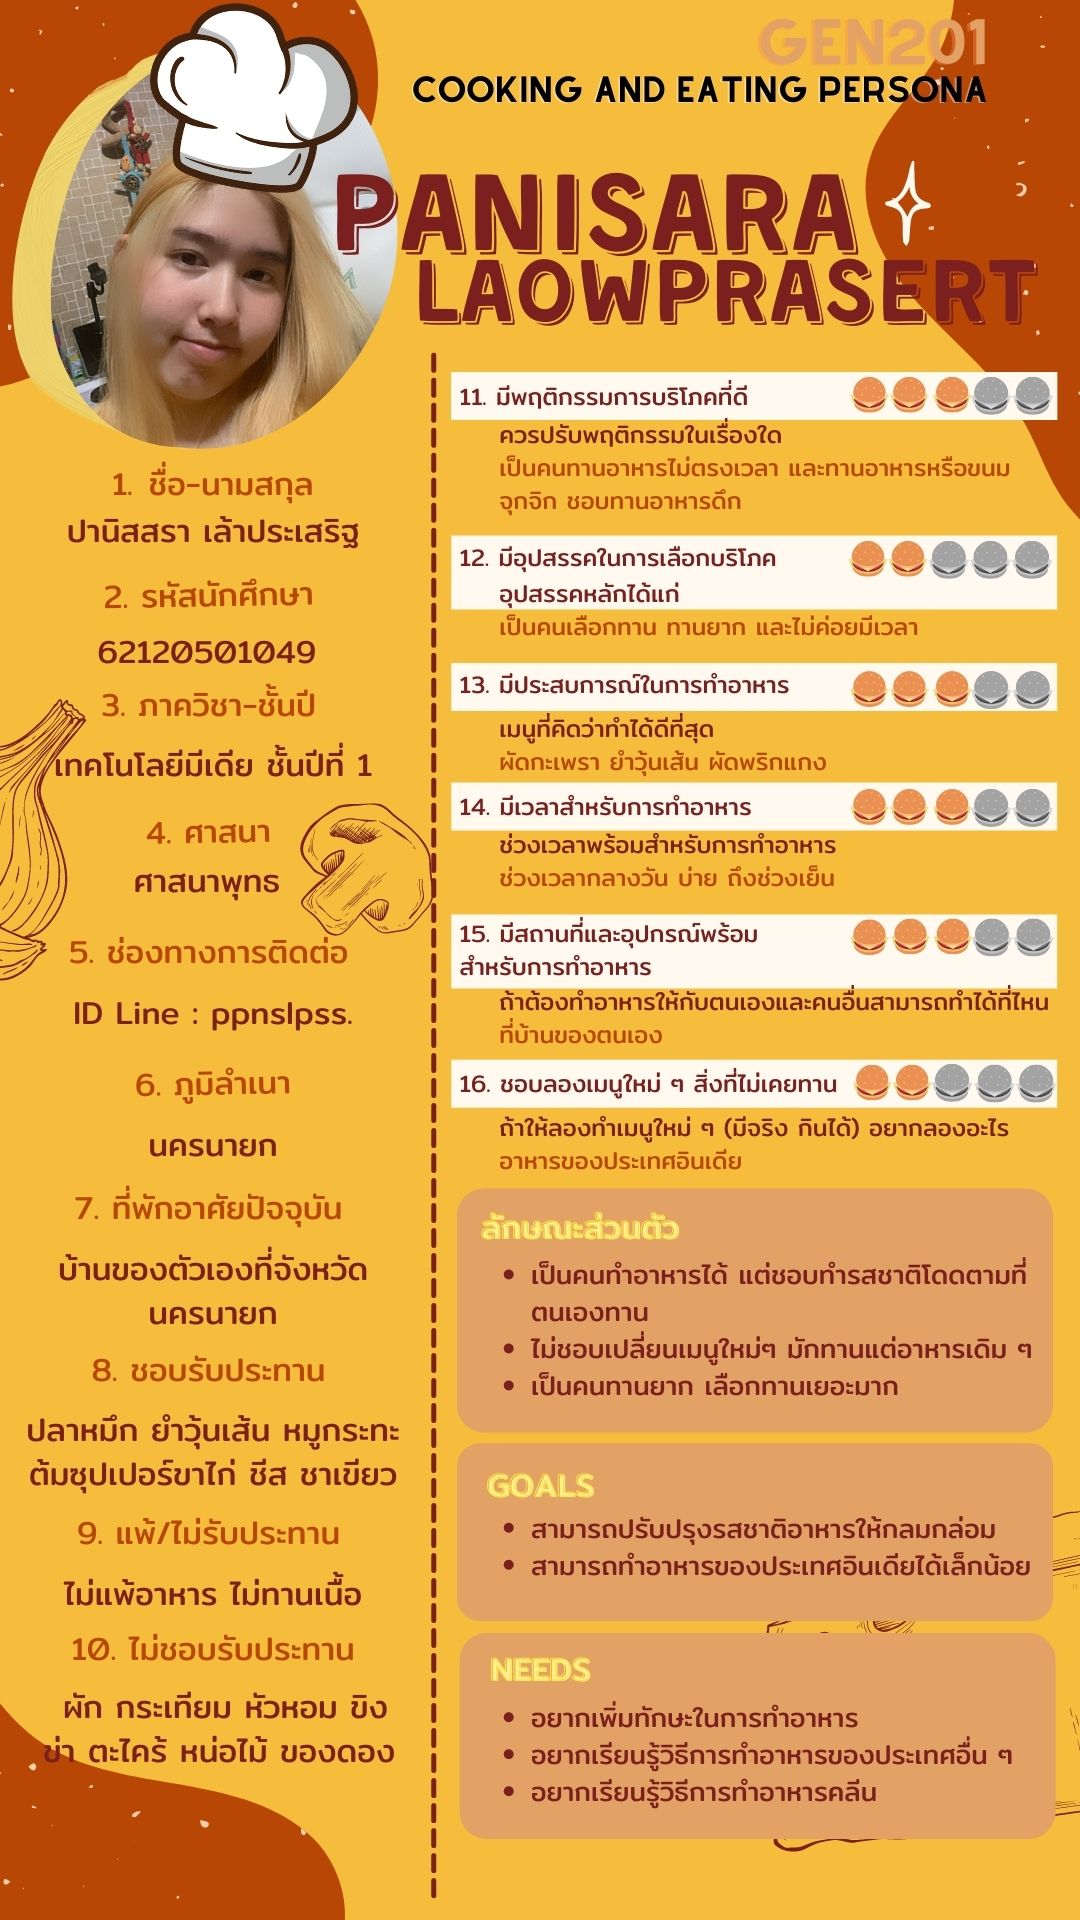 GEN201
COOKING AND EATING PERSONA
PANISARA
LAOWPRASERT
1. ชื่อ-นามสกุล
ปานิสสรา เล้าประเสริฐ
2. รหัสนักศึกษา
62120501049
3. ภาควิชา-ชั้นปี
เทคโนโลยีมีเดีย ชั้นปีที่ 1
4. ศาสนา
ศาสนาพุทธ
5. ช่องทางการติดต่อ
ID Line : ppnslpss.
6. ภูมิลำเนา
นครนายก
7. ที่พักอาศัยปัจจุบัน
บ้านของตัวเองที่จังหวัด
นครนายก
8. ชอบรับประทาน
ปลาหมึก ยำวุ้นเส้น หมูกระทะ
ต้มซุปเปอร์ขาไก่ ชีส ชาเขียว
9. แพ้/ไม่รับประทาน
ไม่แพ้อาหาร ไม่ทานเนื้อ
10. ไม่ชอบรับประทาน
ผัก กระเทียม หัวหอม ขิง
ข่า ตะไคร้ หน่อไม้ ของดอง
11. มีพฤติกรรมการบริโภคที่ดี
ควรปรับพฤติกรรมในเรื่องใด
เป็นคนทานอาหารไม่ตรงเวลา และทานอาหารหรือขนม
จุกจิก ชอบทานอาหารดึก
12. มีอุปสรรคในการเลือกบริโภค
อุปสรรคหลักได้แก่
เป็นคนเลือกทาน ทานยาก และไม่ค่อยมีเวลา
13. มีประสบการณ์ในการทำอาหาร
เมนูที่คิดว่าทำได้ดีที่สุด
ผัดกะเพรา ยำวุ้นเส้น ผัดพริกแกง
14. มีเวลาสำหรับการทำอาหาร
ช่วงเวลาพร้อมสำหรับการทำอาหาร
ช่วงเวลากลางวัน บ่าย ถึงช่วงเย็น
15. มีสถานที่และอุปกรณ์พร้อม
สำหรับการทำอาหาร
ถ้าต้องทำอาหารให้กับตนเองและคนอื่นสามารถทำได้ที่ไหน
ที่บ้านของตนเอง
16. ชอบลองเมนูใหม่ ๆ สิ่งที่ไม่เคยทาน
ถ้าให้ลองทำเมนูใหม่ ๆ (มีจริง กินได้) อยากลองอะไร
อาหารของประเทศอินเดีย
ลักษณะส่วนตัว
• เป็นคนทำอาหารได้ แต่ชอบทำรสชาติโดดตามที่
ตนเองทาน
• ไม่ชอบเปลี่ยนเมนูใหม่ๆ มักทานแต่อาหารเดิม ๆ
• เป็นคนทานยาก เลือกทานเยอะมาก
GOALS
• สามารถปรับปรุงรสชาติอาหารให้กลมกล่อม
• สามารถทำอาหารของประเทศอินเดียได้เล็กน้อย
NEEDS
• อยากเพิ่มทักษะในการทำอาหาร
• อยากเรียนรู้วิธีการทำอาหารของประเทศอื่น ๆ
• อยากเรียนรู้วิธีการทำอาหารคลีน